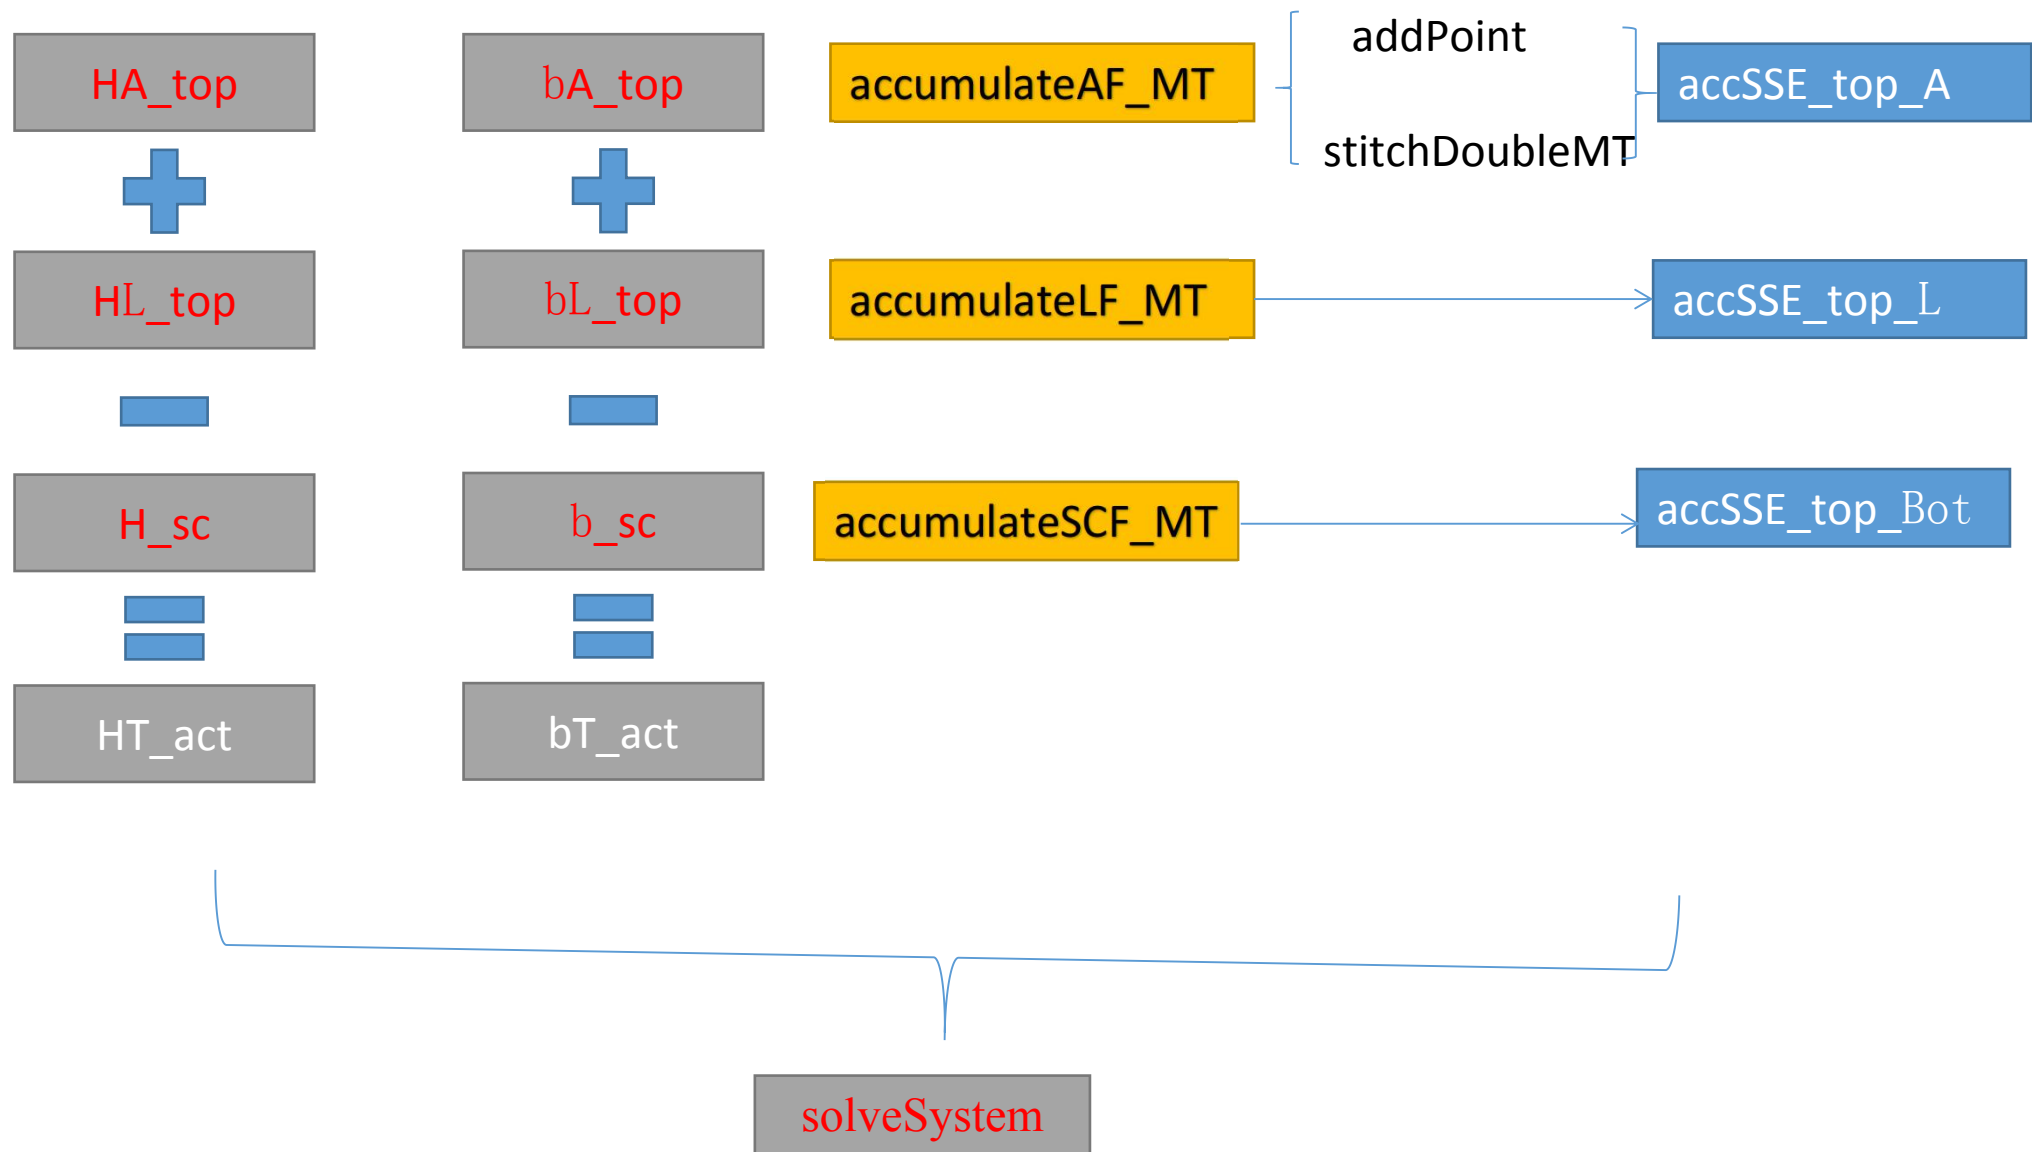 HA_top
bA_top
accumulateAF_MT
addPoint
stitchDoubleMT
accSSE_top_A
HL_top
bL_top
accumulateLF_MT
accSSE_top_L
H_sc
b_sc
accumulateSCF_MT
accSSE_top_Bot
HT_act
bT_act
solveSystem